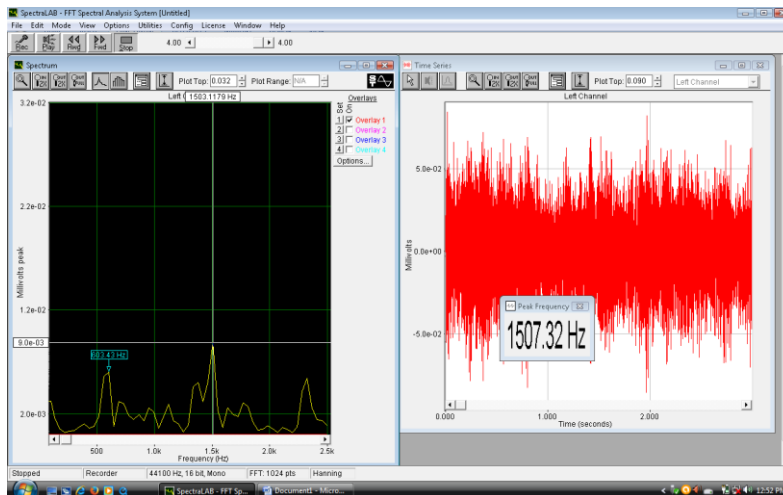 SpectraLAB - FFT Spectral Analysis System [Untitled]
File Edit Mode View Options Utilities Config License Window Help
Rec Play Rwd Fwd Stop 4.00 4.00
Spectrum
Plot Top: 0.032 Plot Range: N/A
1583.1179 Hz
3.2e-02
2.2e-02
1.2e-02
9.0e-03
2.0e-03
Millivolts peak
683.43 Hz
500 1.0k 1.5k 2.0k 2.5k
Frequency (Hz)
Overlays
Set On
1 Overlay 1
2 Overlay 2
3 Overlay 3
4 Overlay 4
Options...
Time Series
Plot Top: 0.090 Left Channel
Left Channel
5.0e-02
0.0e+00
-5.0e-02
Millivolts
Peak Frequency
1507.32 Hz
0.000 1.000 2.000
Time (seconds)
Stopped Recorder 44100 Hz, 16 bit, Mono FFT: 1024 pts Hanning
SpectraLAB - FFT Sp... Document1 - Micro... 12:52 PM